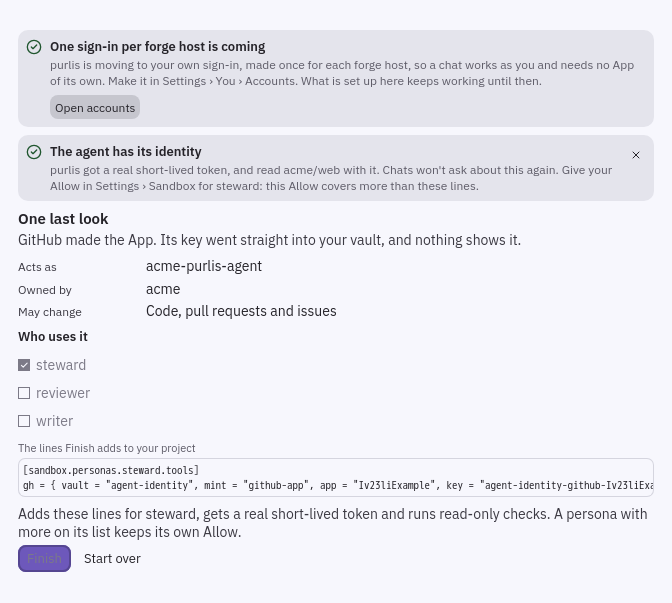 One sign-in per forge host is coming
purlis is moving to your own sign-in, made once for each forge host, so a chat works as you and needs no App
of its own. Make it in Settings › You › Accounts. What is set up here keeps working until then.
Open accounts
The agent has its identity
purlis got a real short-lived token, and read acme/web with it. Chats won't ask about this again. Give your
Allow in Settings › Sandbox for steward: this Allow covers more than these lines.
One last look
GitHub made the App. Its key went straight into your vault, and nothing shows it.
Acts as acme-purlis-agent
Owned by acme
May change Code, pull requests and issues
Who uses it
steward
reviewer
writer
The lines Finish adds to your project
[sandbox.personas.steward.tools]
gh = { vault = "agent-identity", mint = "github-app", app = "Iv23liExample", key = "agent-identity-github-Iv23liExa
Adds these lines for steward, gets a real short-lived token and runs read-only checks. A persona with
more on its list keeps its own Allow.
Finish Start over